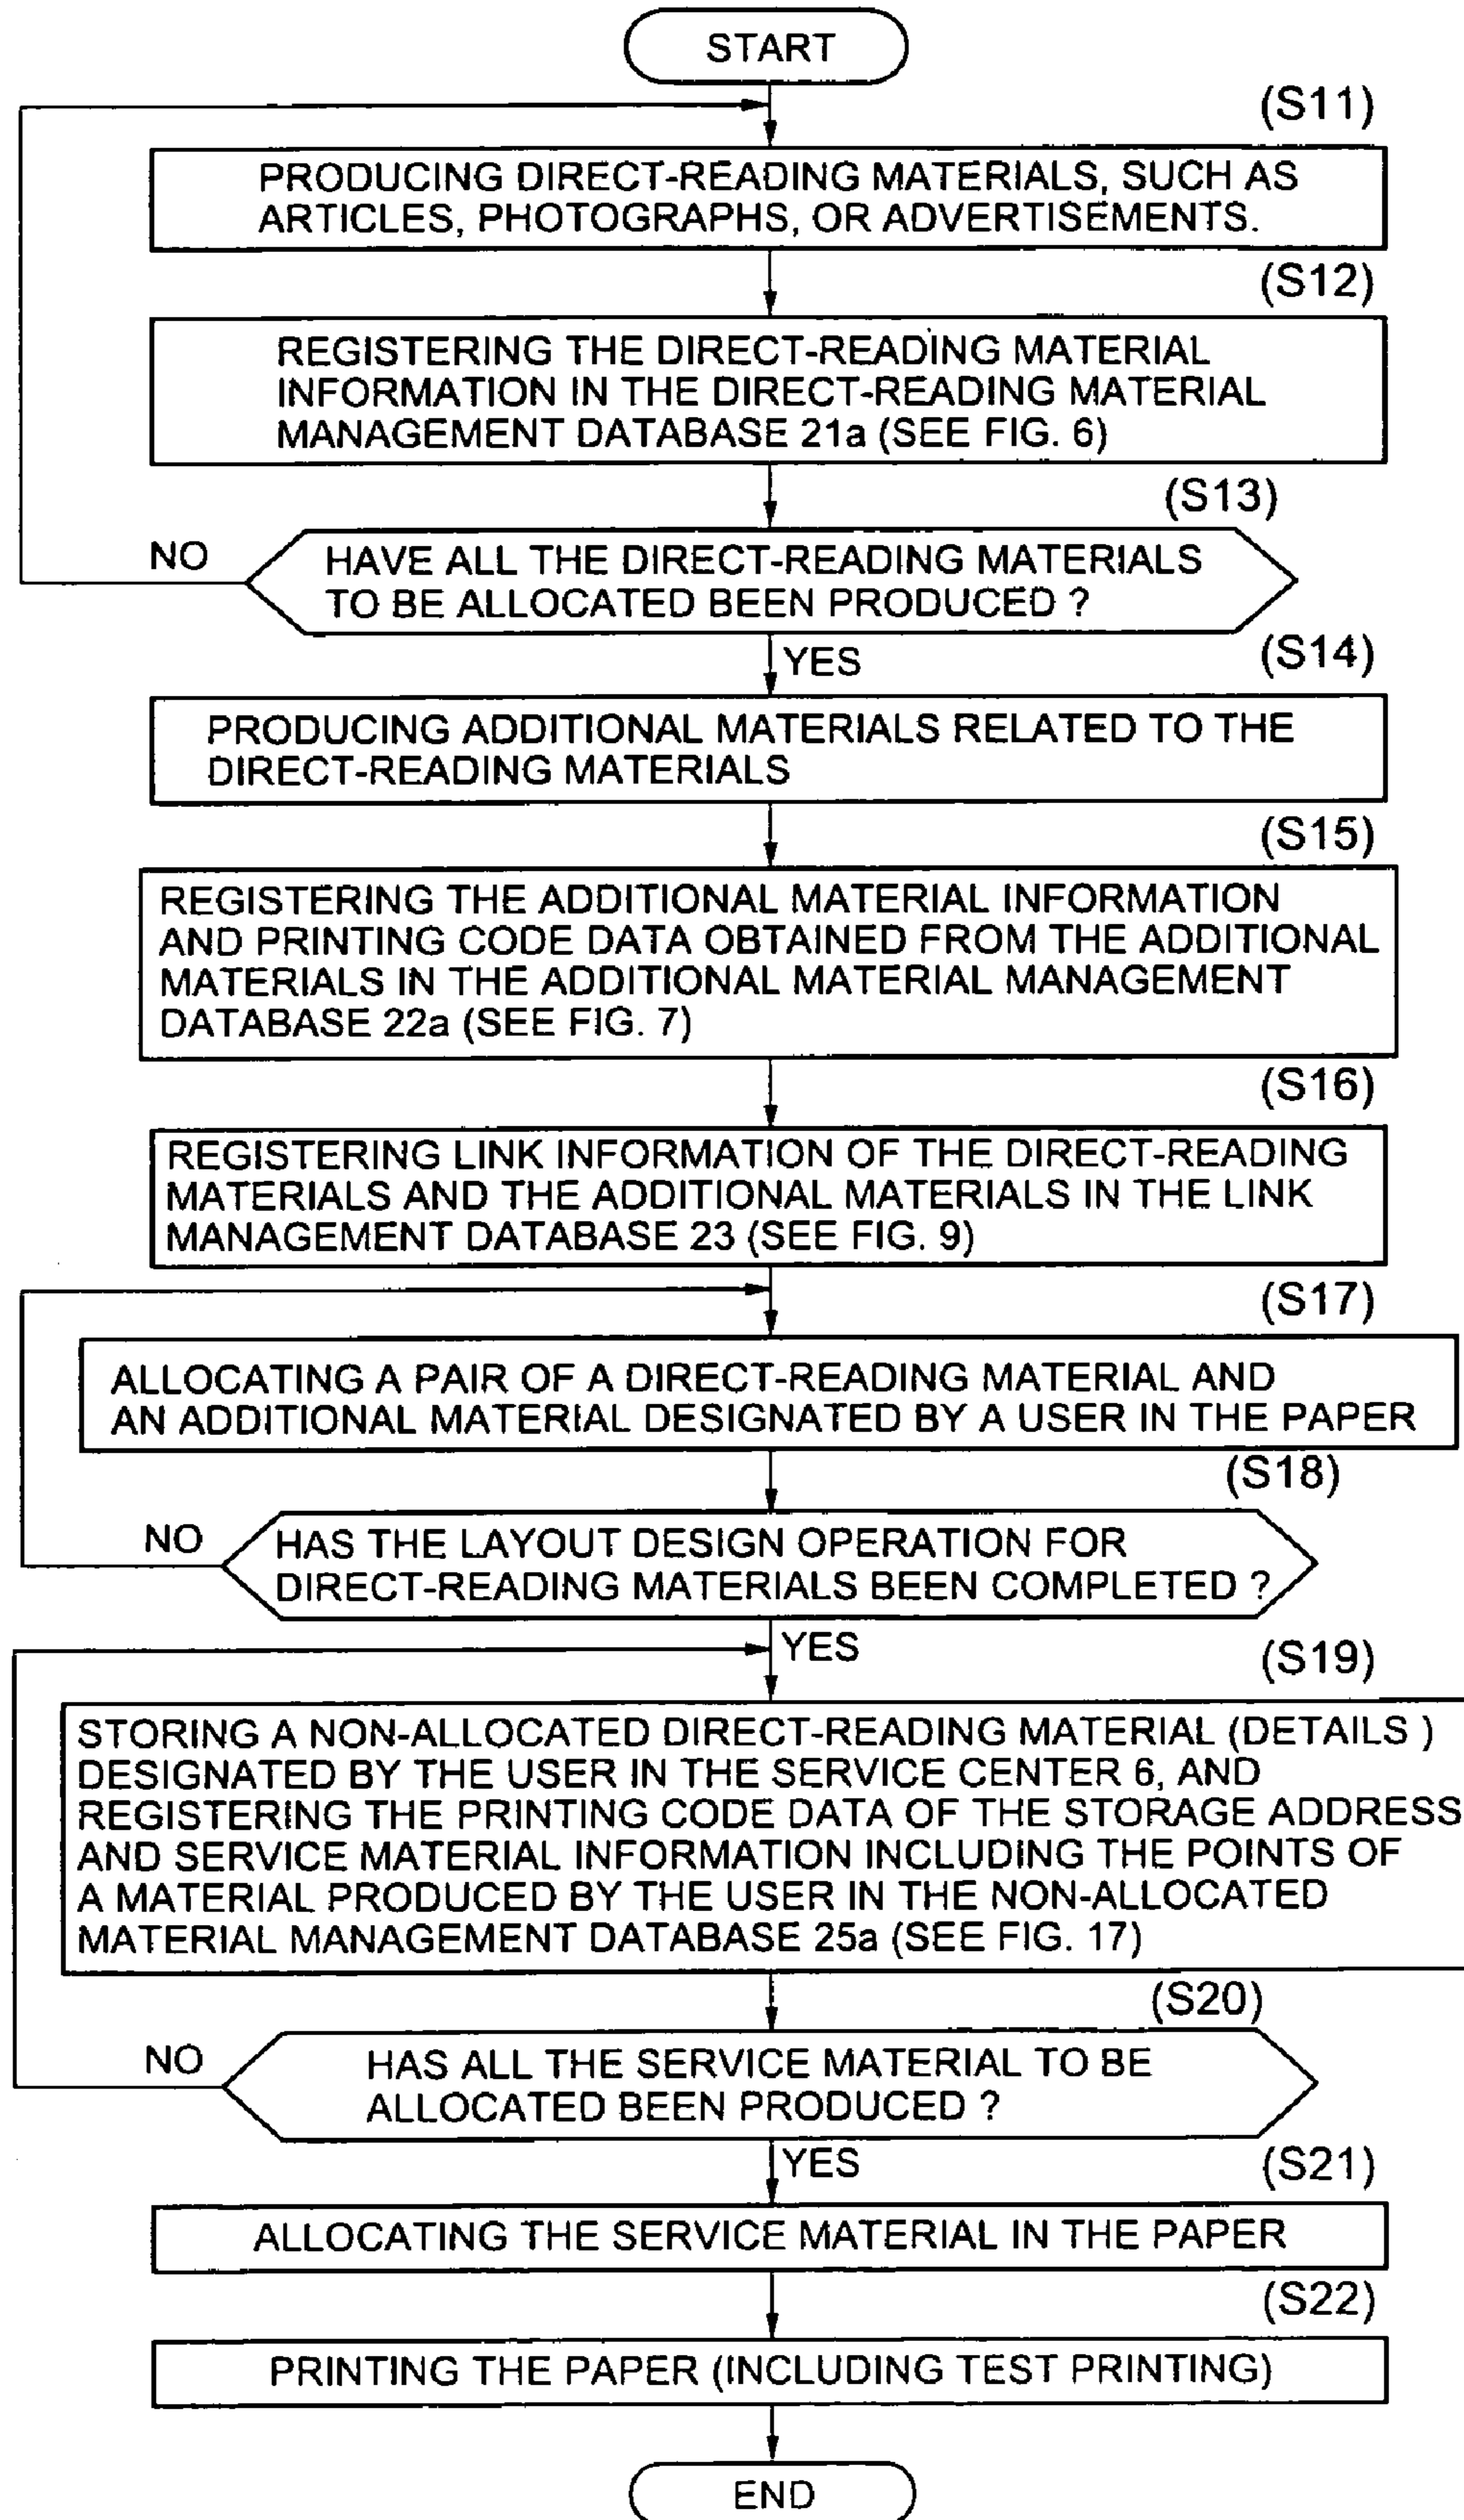 START
(S11)
PRODUCING DIRECT-READING MATERIALS, SUCH AS
ARTICLES, PHOTOGRAPHS, OR ADVERTISEMENTS.
(S12)
REGISTERING THE DIRECT-READING MATERIAL
INFORMATION IN THE DIRECT-READING MATERIAL
MANAGEMENT DATABASE 21a (SEE FIG. 6)
(S13)
NO
HAVE ALL THE DIRECT-READING MATERIALS
TO BE ALLOCATED BEEN PRODUCED ?
YES
(S14)
PRODUCING ADDITIONAL MATERIALS RELATED TO THE
DIRECT-READING MATERIALS
(S15)
REGISTERING THE ADDITIONAL MATERIAL INFORMATION
AND PRINTING CODE DATA OBTAINED FROM THE ADDITIONAL
MATERIALS IN THE ADDITIONAL MATERIAL MANAGEMENT
DATABASE 22a (SEE FIG. 7)
(S16)
REGISTERING LINK INFORMATION OF THE DIRECT-READING
MATERIALS AND THE ADDITIONAL MATERIALS IN THE LINK
MANAGEMENT DATABASE 23 (SEE FIG. 9)
(S17)
ALLOCATING A PAIR OF A DIRECT-READING MATERIAL AND
AN ADDITIONAL MATERIAL DESIGNATED BY A USER IN THE PAPER
(S18)
NO
HAS THE LAYOUT DESIGN OPERATION FOR
DIRECT-READING MATERIALS BEEN COMPLETED ?
YES
(S19)
STORING A NON-ALLOCATED DIRECT-READING MATERIAL (DETAILS )
DESIGNATED BY THE USER IN THE SERVICE CENTER 6, AND
REGISTERING THE PRINTING CODE DATA OF THE STORAGE ADDRESS
AND SERVICE MATERIAL INFORMATION INCLUDING THE POINTS OF
A MATERIAL PRODUCED BY THE USER IN THE NON-ALLOCATED
MATERIAL MANAGEMENT DATABASE 25a (SEE FIG. 17)
(S20)
NO
HAS ALL THE SERVICE MATERIAL TO BE
ALLOCATED BEEN PRODUCED ?
YES
(S21)
ALLOCATING THE SERVICE MATERIAL IN THE PAPER
(S22)
PRINTING THE PAPER (INCLUDING TEST PRINTING)
END